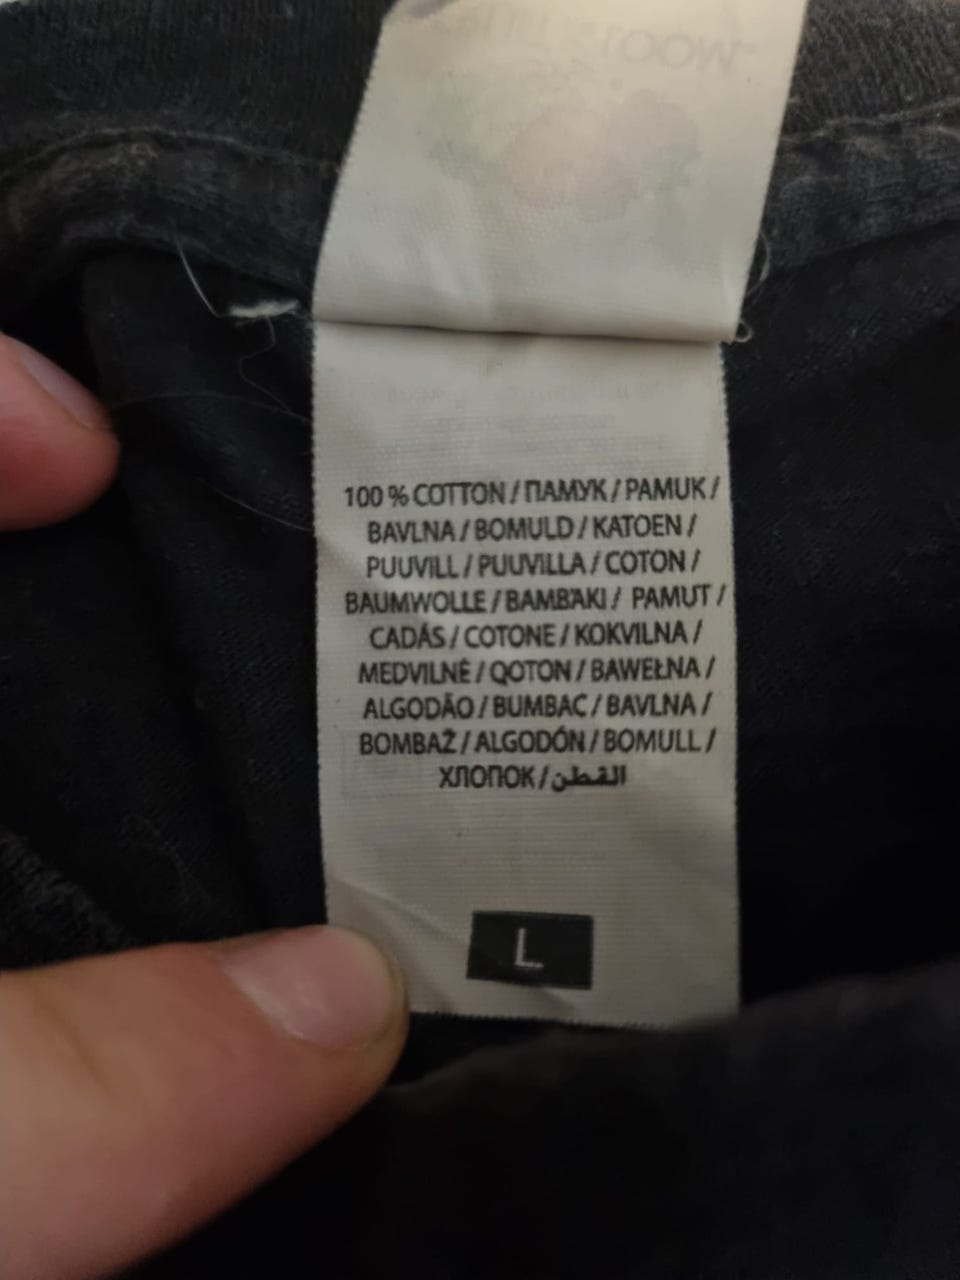 100 % COTTON / ПАМУК / PAMUK /
BAVLNA / BOMULD / KATOEN /
PUUVILL / PUUVILLA / COTON /
BAUMWOLLE / BAMBAKI / PAMUT /
CADÁS / COTONE / KOKVILNA /
MEDVILNĖ / QOTON / BAWEŁNA /
ALGODÃO / BUMBAC / BAVLNA /
BOMBAŽ / ALGODÓN / BOMULL /
ХЛОПОК / القطن
L